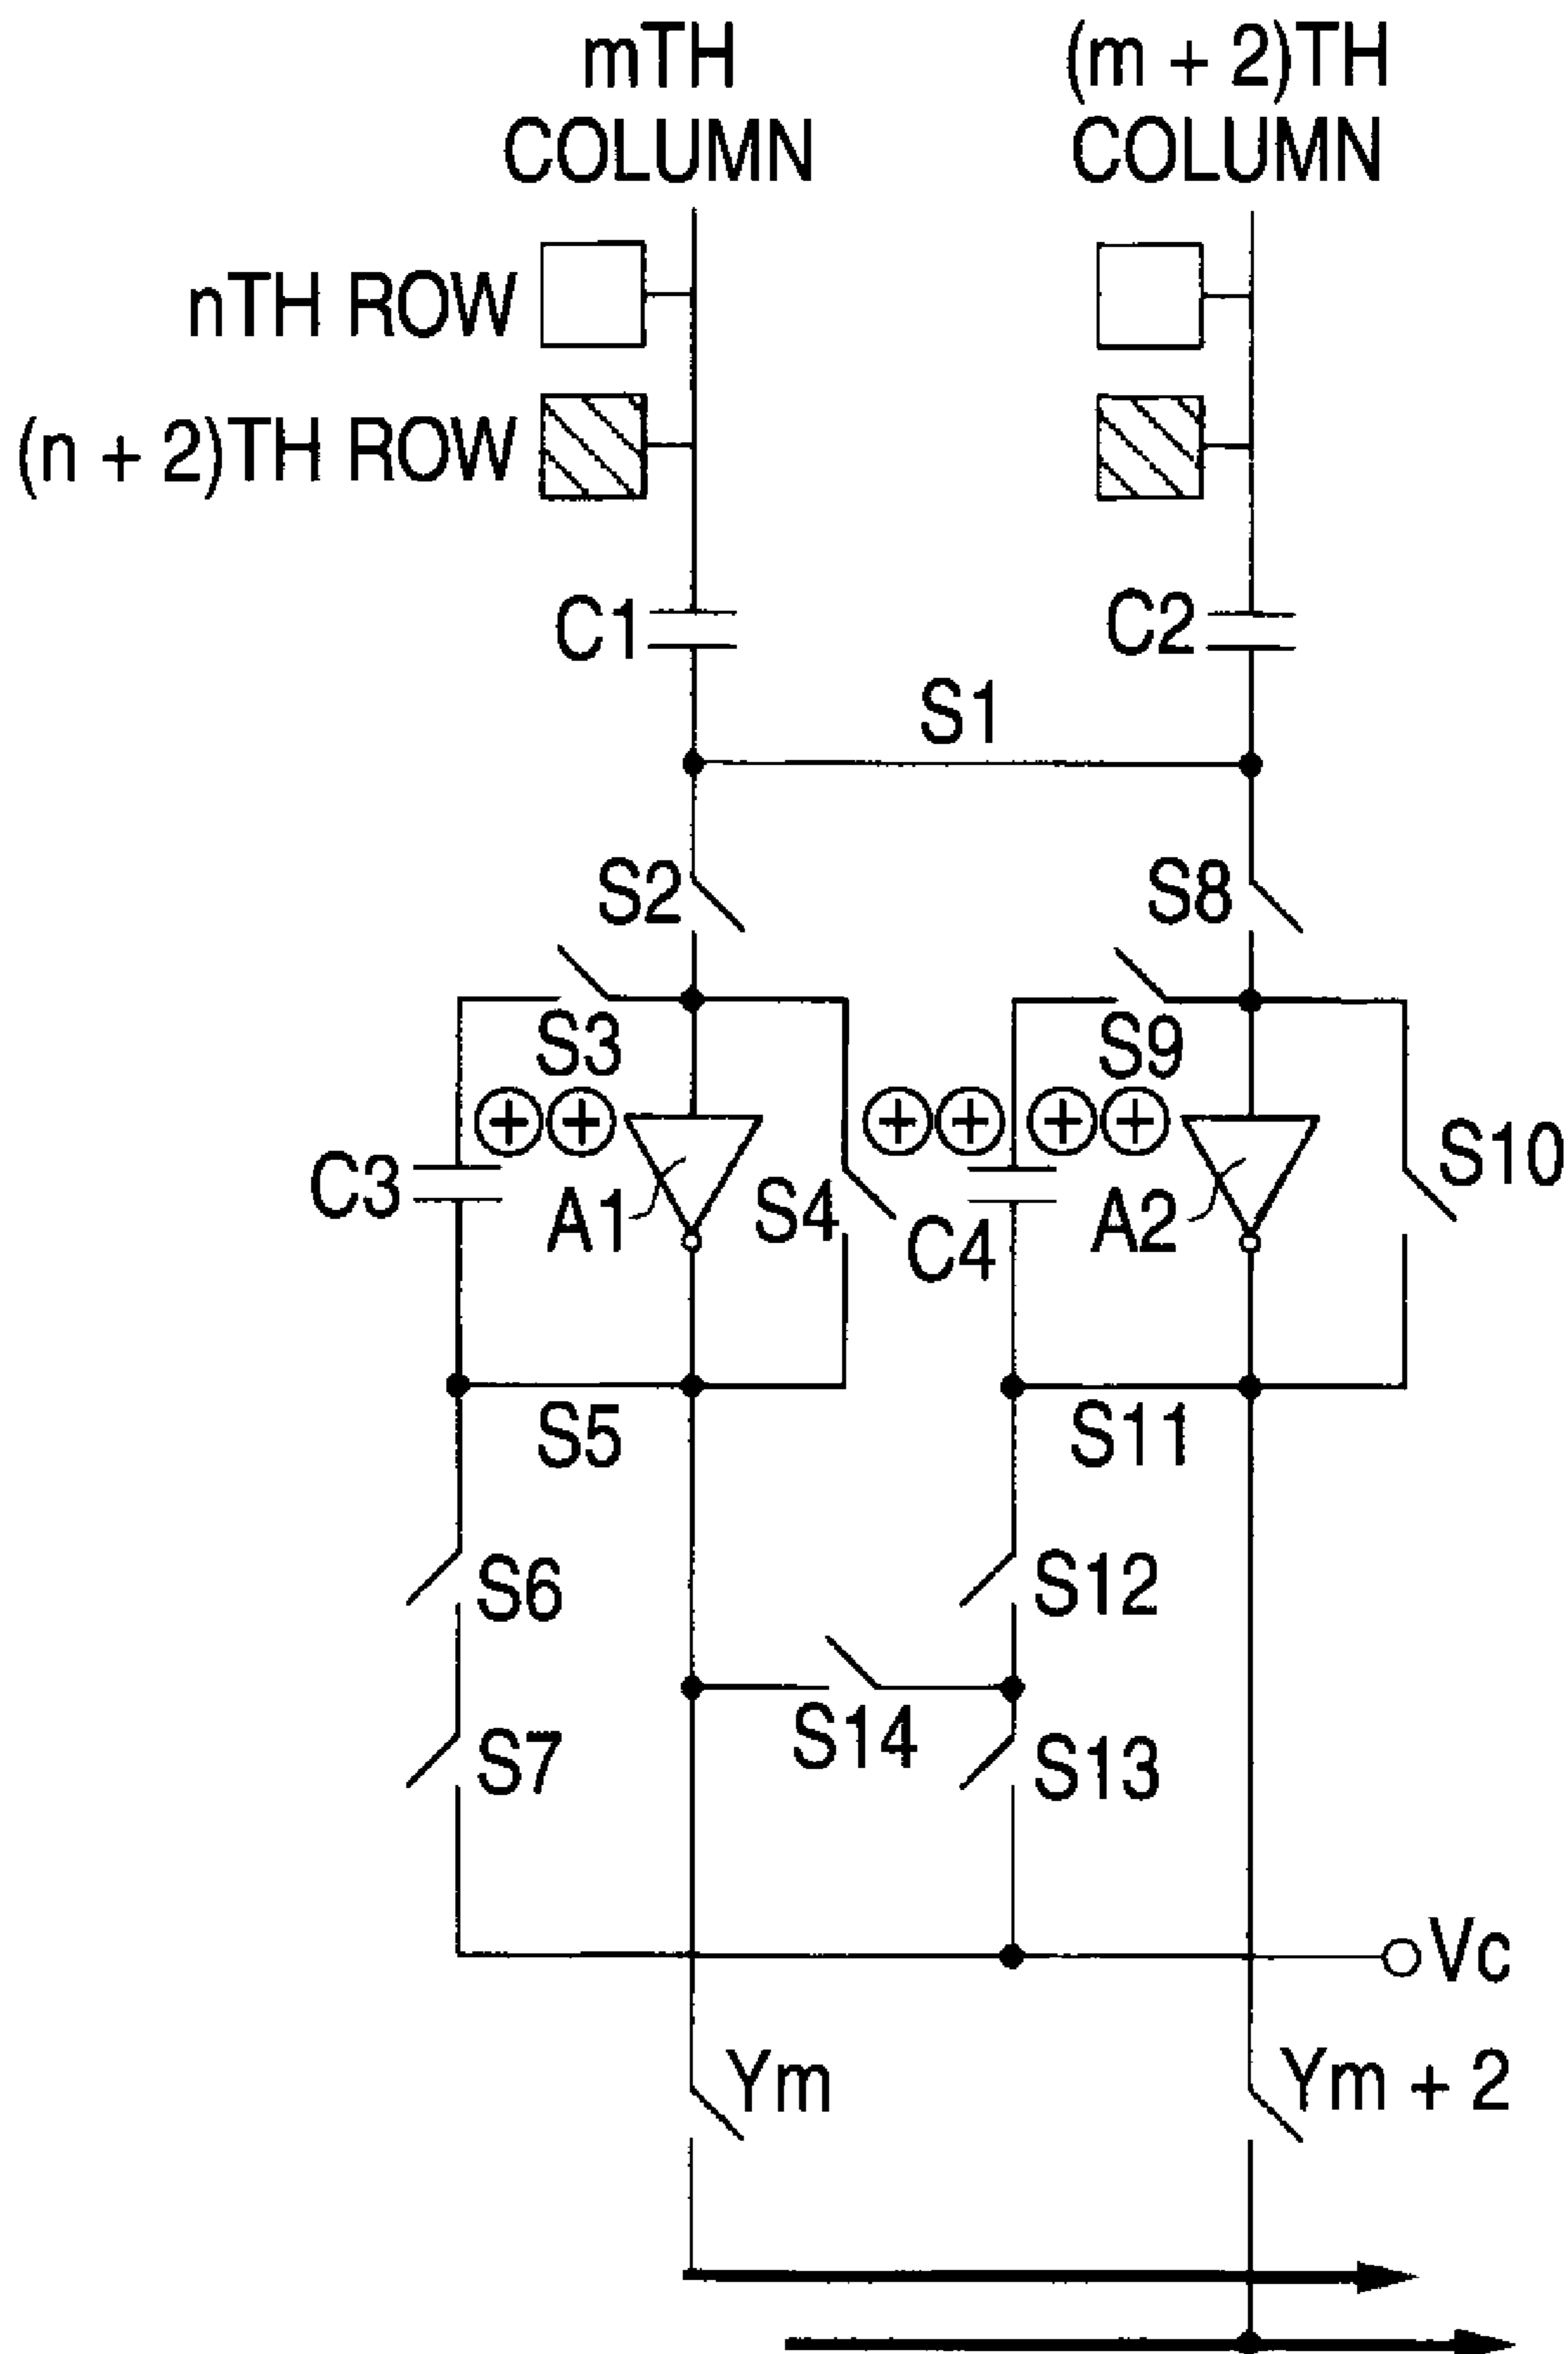 mTH
COLUMN
(m + 2)TH
COLUMN
nTH ROW
(n + 2)TH ROW
C1
C2
S1
S2
S8
S3
S9
C3
A1
S4
C4
A2
S10
S5
S11
S6
S12
S14
S7
S13
Vc
Ym
Ym + 2